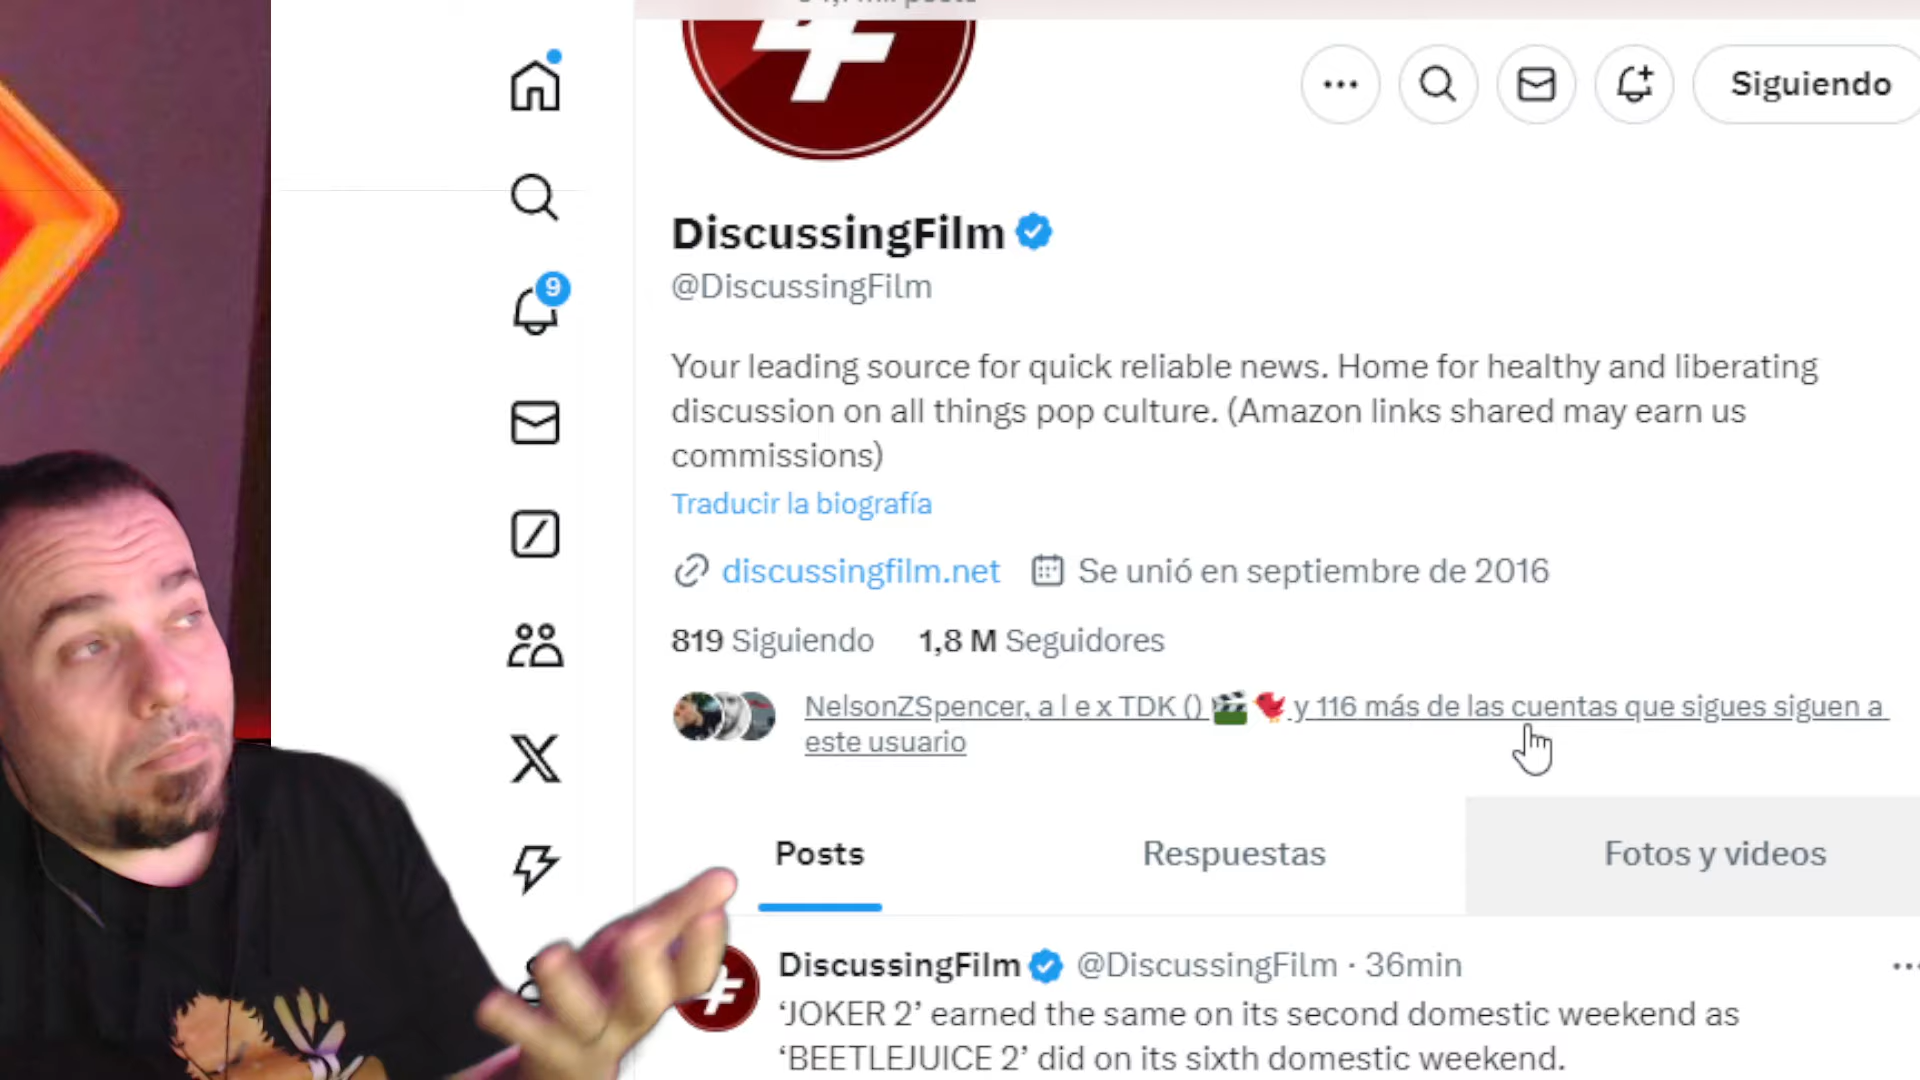 Siguiendo
DiscussingFilm
@DiscussingFilm
9
Your leading source for quick reliable news. Home for healthy and liberating
discussion on all things pop culture. (Amazon links shared may earn us
commissions)
Traducir la biografía
discussingfilm.net Se unió en septiembre de 2016
819 Siguiendo 1,8 M Seguidores
NelsonZSpencer, a l e x TDK () 🎬🐦 y 116 más de las cuentas que sigues siguen a
este usuario
Posts Respuestas Fotos y videos
DiscussingFilm @DiscussingFilm · 36min
‘JOKER 2’ earned the same on its second domestic weekend as
‘BEETLEJUICE 2’ did on its sixth domestic weekend.